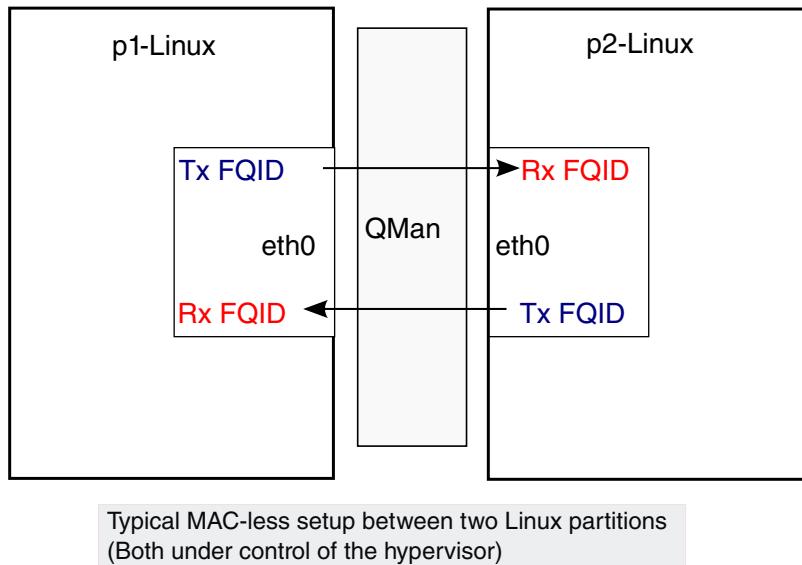 p1-Linux
p2-Linux
Tx FQID
Rx FQID
QMan
eth0
eth0
Rx FQID
Tx FQID
Typical MAC-less setup between two Linux partitions
(Both under control of the hypervisor)